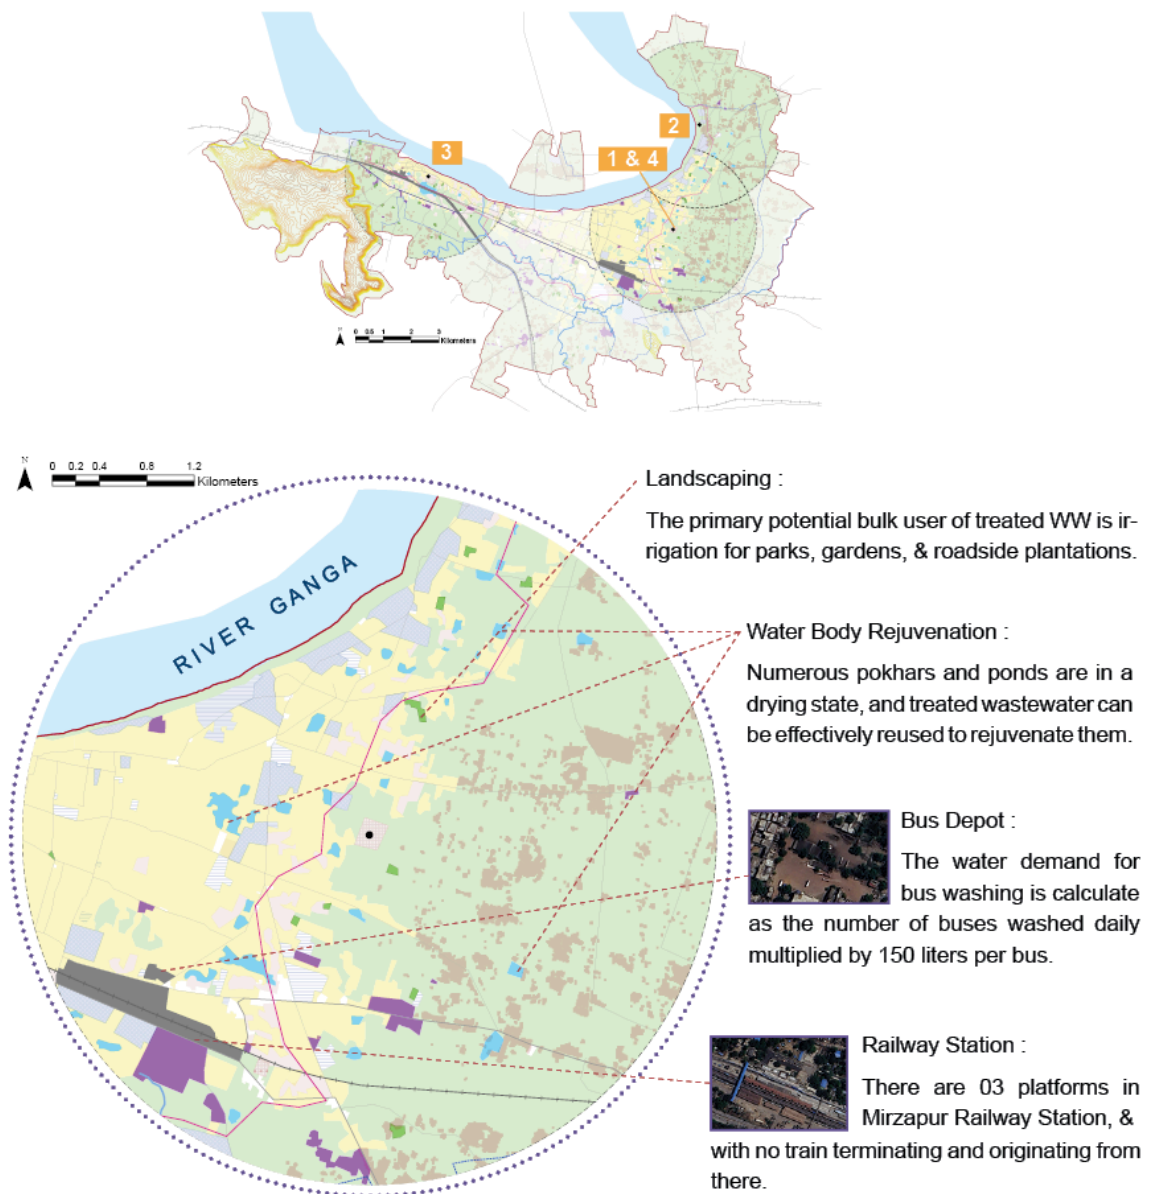 2
3
1 & 4
N
0 0.5 1 2 3
Kilometers
N
0 0.2 0.4 0.8 1.2
Kilometers
RIVER GANGA
Landscaping :
The primary potential bulk user of treated WW is ir-
rigation for parks, gardens, & roadside plantations.
Water Body Rejuvenation :
Numerous pokhars and ponds are in a
drying state, and treated wastewater can
be effectively reused to rejuvenate them.
Bus Depot :
The water demand for
bus washing is calculate
as the number of buses washed daily
multiplied by 150 liters per bus.
Railway Station :
There are 03 platforms in
Mirzapur Railway Station, &
with no train terminating and originating from
there.